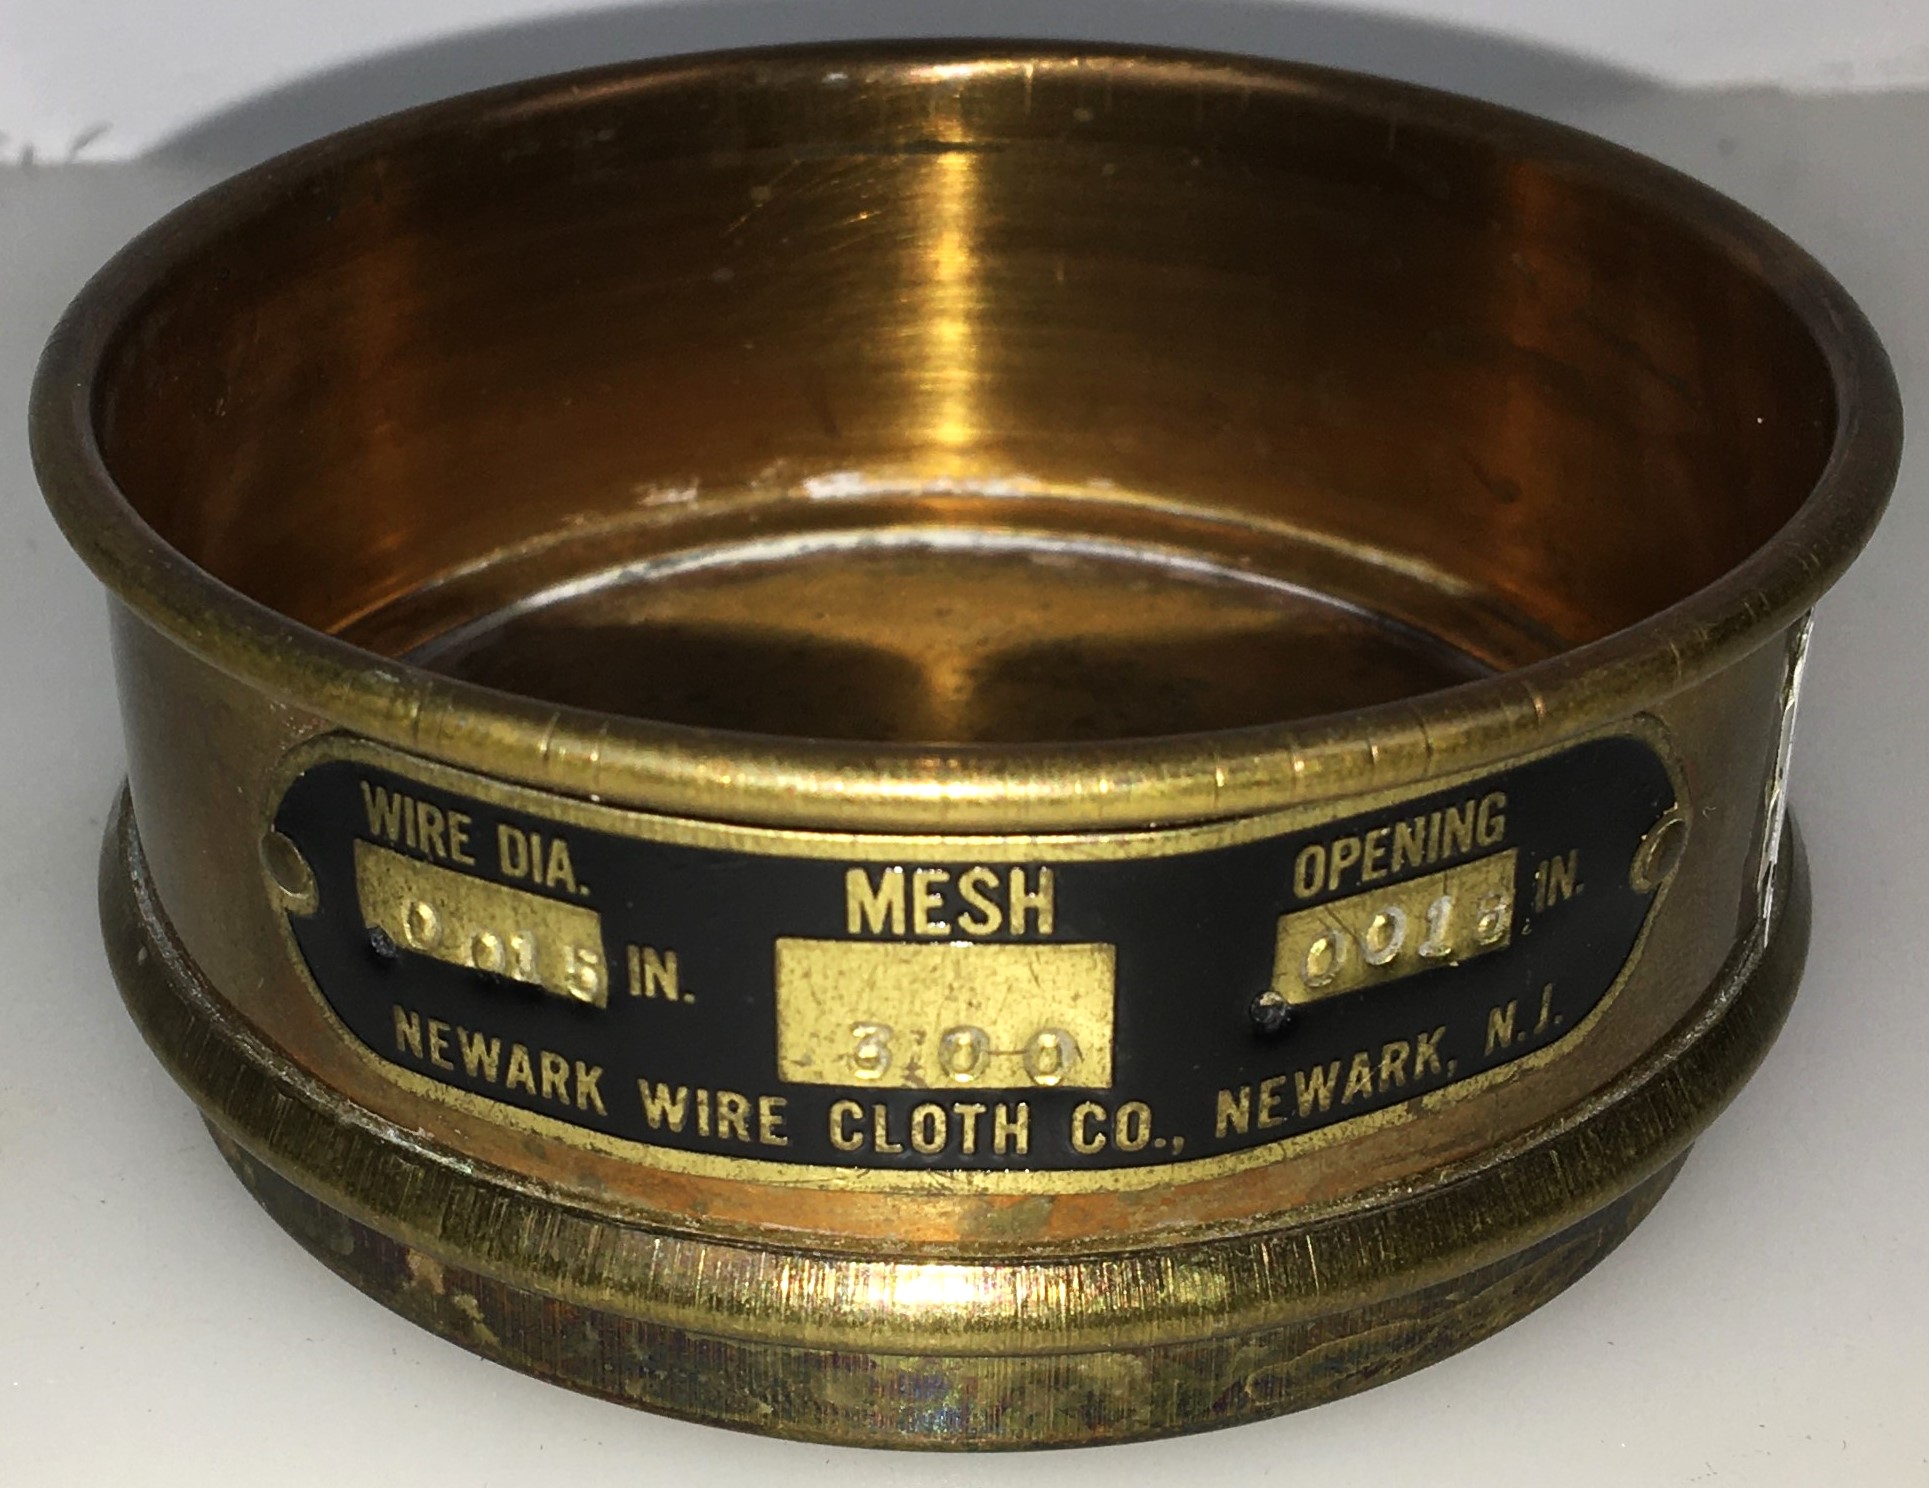 WIRE DIA.
.0015 IN.
MESH
300
OPENING
.0018 IN.
NEWARK WIRE CLOTH CO., NEWARK, N.J.